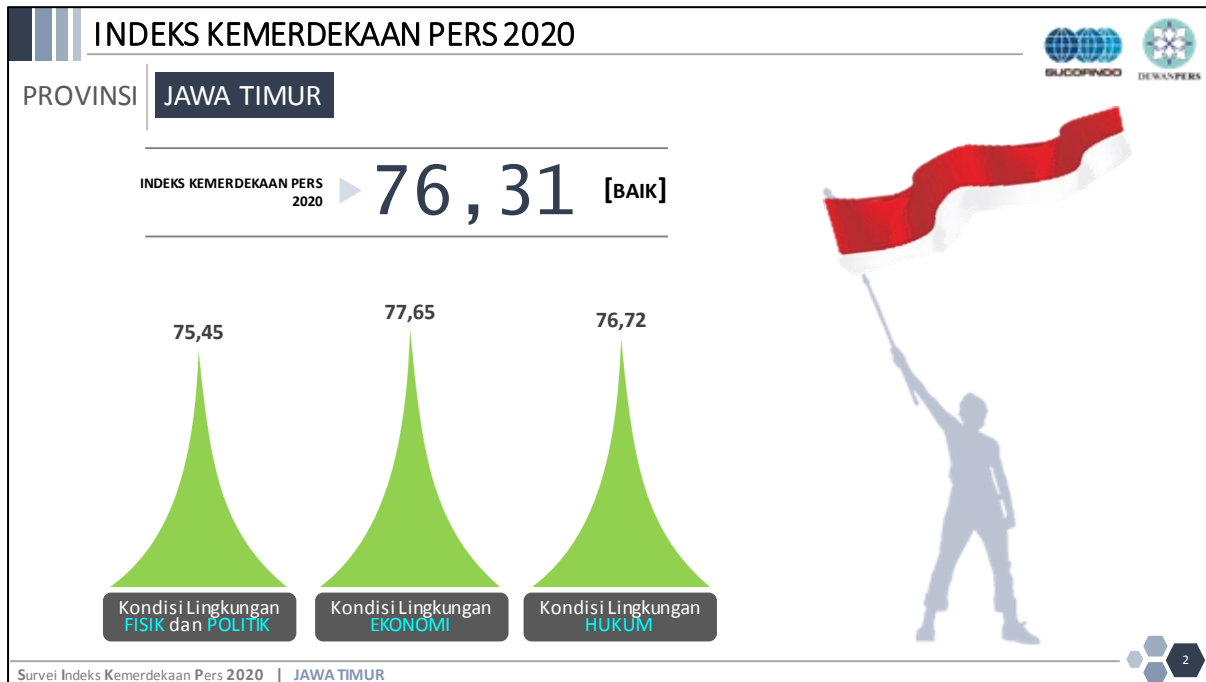 INDEKS KEMERDEKAAN PERS 2020
SUCOFINDO
DEWANPERS
PROVINSI
JAWA TIMUR
INDEKS KEMERDEKAAN PERS
2020
76,31
[BAIK]
75,45
77,65
76,72
Kondisi Lingkungan
FISIK dan POLITIK
Kondisi Lingkungan
EKONOMI
Kondisi Lingkungan
HUKUM
Survei Indeks Kemerdekaan Pers 2020 | JAWA TIMUR
2